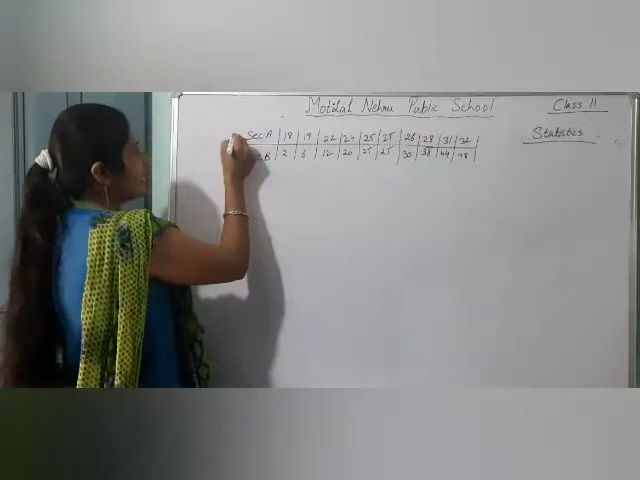 Motilal Nehru Public School
Class 11
Statistics
Sec A | 18 | 19 | 22 | 24 | 25 | 25 | 26 | 28 | 31 | 32 |
B | 2 | 6 | 12 | 20 | 25 | 25 | 30 | 38 | 44 | 48 |